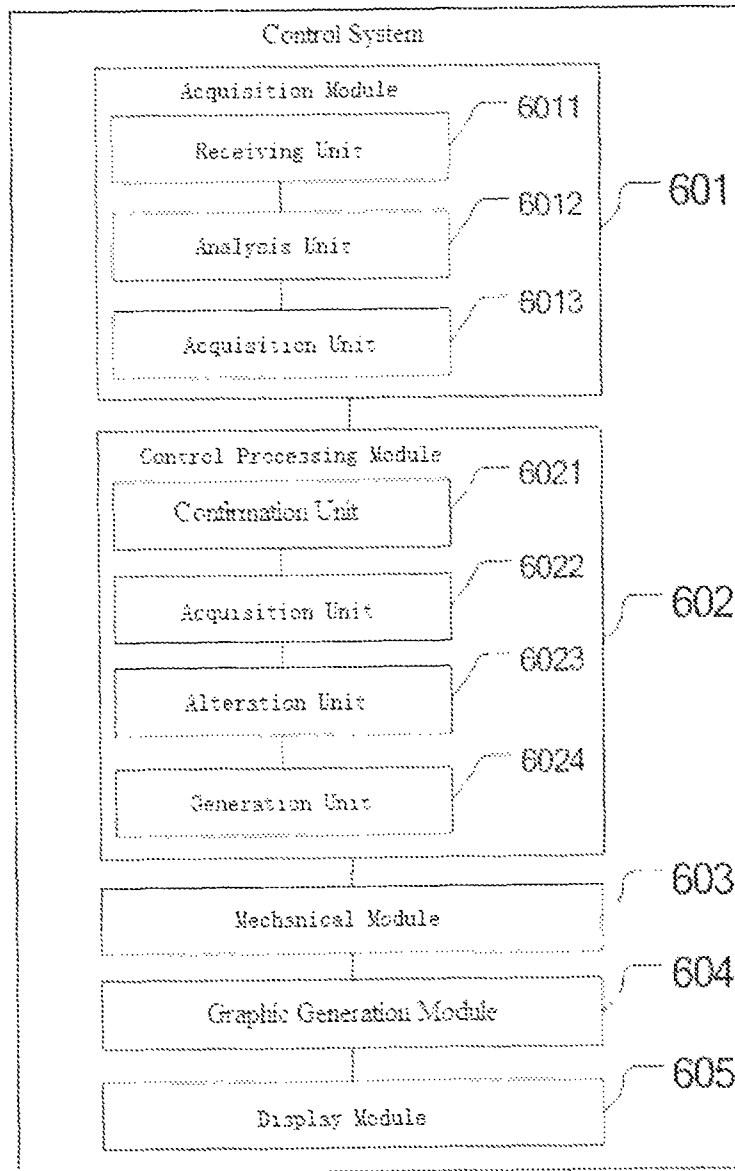 Control System
Acquisition Module
6011
Receiving Unit
601
6012
Analysis Unit
6013
Acquisition Unit
Control Processing Module
6021
Confirmation Unit
6022
Acquisition Unit
602
6023
Alteration Unit
6024
Generation Unit
603
Mechanical Module
604
Graphic Generation Module
605
Display Module